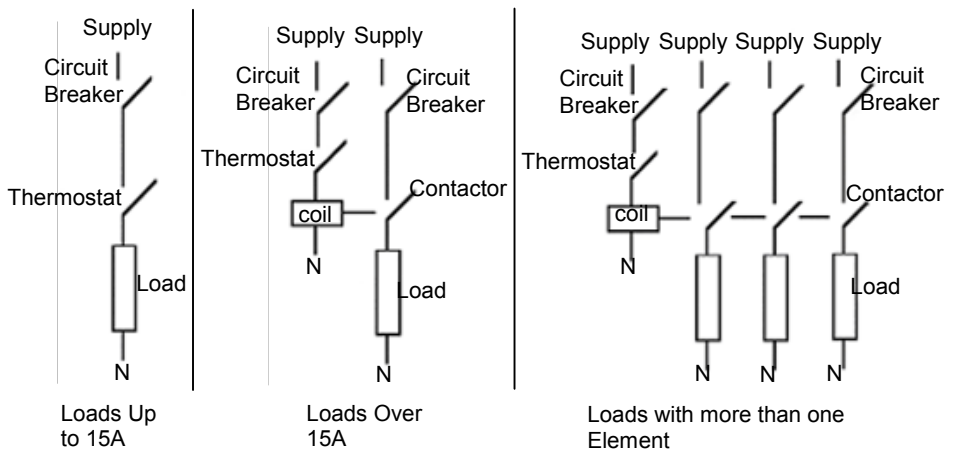 Supply
Circuit
Breaker
Thermostat
Load
N
Loads Up
to 15A
Supply Supply
Circuit
Breaker
Circuit
Breaker
Thermostat
Contactor
coil
N
Load
N
Loads Over
15A
Supply Supply Supply Supply
Circuit
Breaker
Circuit
Breaker
Thermostat
Contactor
coil
N
Load
N N N
Loads with more than one
Element